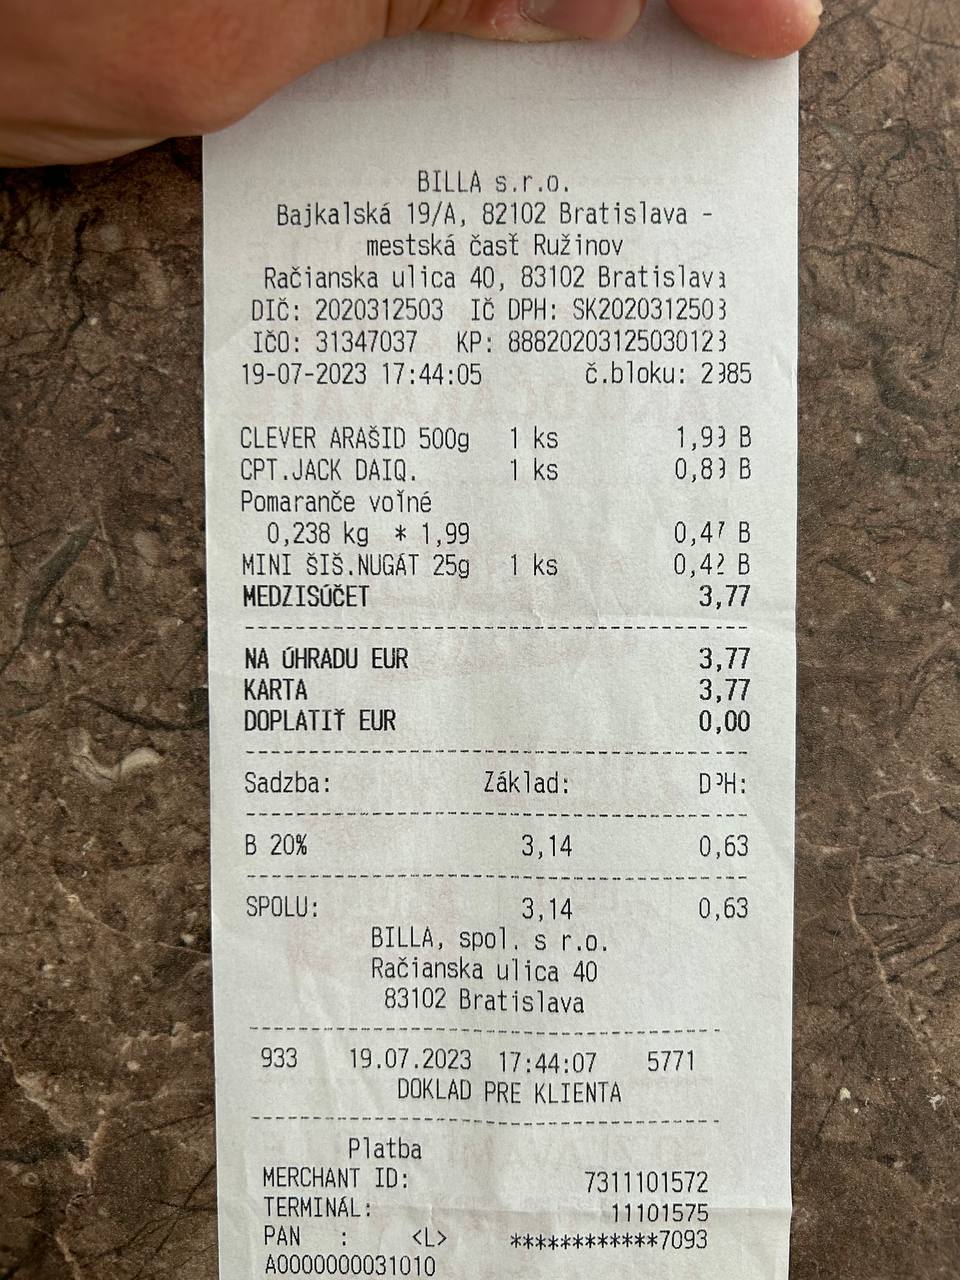 BILLA s.r.o.
Bajkalská 19/A, 82102 Bratislava -
mestská časť Ružinov
Račianska ulica 40, 83102 Bratislava
DIČ: 2020312503 IČ DPH: SK2020312503
IČO: 31347037 KP: 88820203125030123
19-07-2023 17:44:05 č.bloku: 2985
CLEVER ARAŠID 500g 1 ks 1,99 B
CPT.JACK DAIQ. 1 ks 0,89 B
Pomaranče voľné
0,238 kg * 1,99 0,47 B
MINI ŠIŠ.NUGÁT 25g 1 ks 0,42 B
MEDZISÚČET 3,77
NA ÚHRADU EUR 3,77
KARTA 3,77
DOPLATIŤ EUR 0,00
Sadzba: Základ: DPH:
B 20% 3,14 0,63
SPOLU: 3,14 0,63
BILLA, spol. s r.o.
Račianska ulica 40
83102 Bratislava
933 19.07.2023 17:44:07 5771
DOKLAD PRE KLIENTA
Platba
MERCHANT ID: 7311101572
TERMINÁL: 11101575
PAN : <L> ************7093
A0000000031010